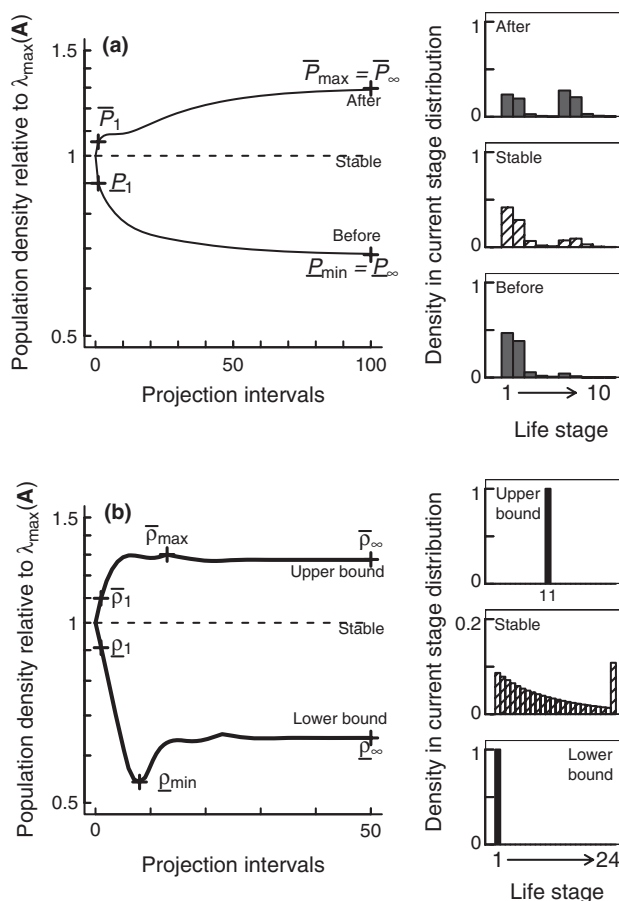 (a)
Population density relative to λmax(A)
1.5
1
0.5
P̅1
P̲1
P̅max = P̅∞
After
Stable
Before
P̲min = P̲∞
0
50
100
Projection intervals
Density in current stage distribution
1
After
0
1
Stable
0
1
Before
0
1
10
Life stage
(b)
Population density relative to λmax(A)
1.5
1
0.5
ρ̅max
ρ̅∞
Upper bound
ρ̅1
Stable
ρ̲1
Lower bound
ρ̲∞
ρ̲min
0
50
Projection intervals
Density in current stage distribution
1
Upper
bound
0
11
0.2
Stable
0
1
Lower
bound
0
1
24
Life stage